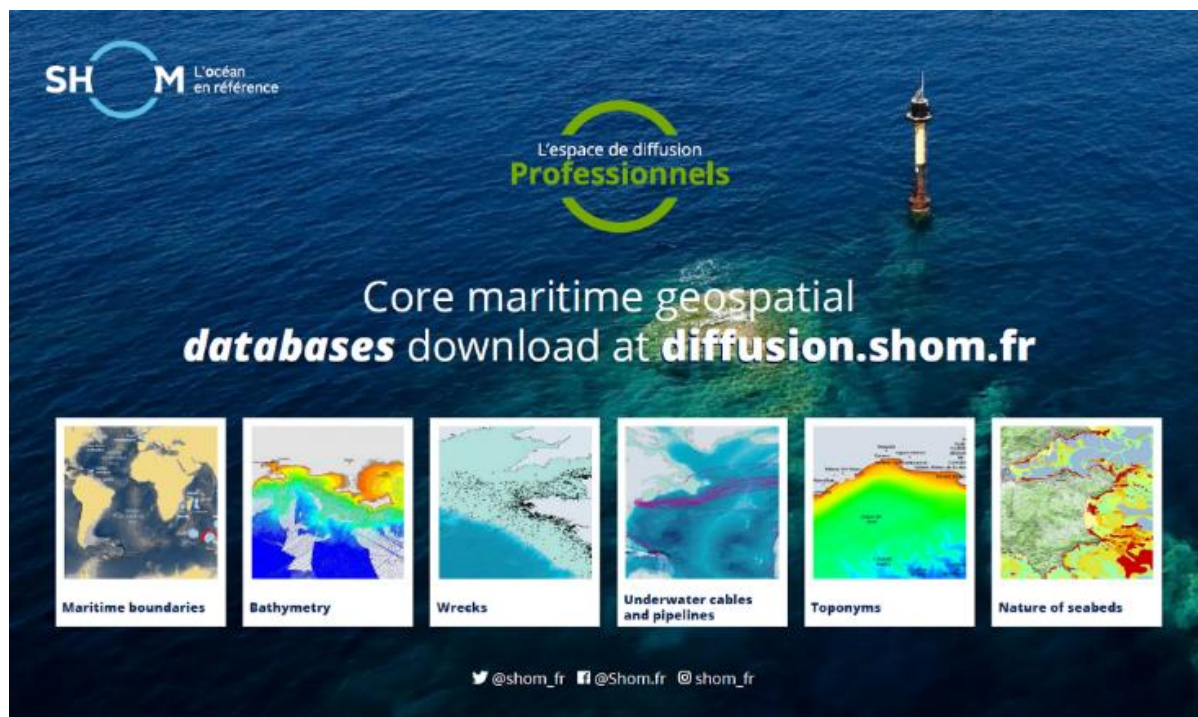 SHOM L'océan
en référence
L'espace de diffusion
Professionnels
Core maritime geospatial
databases download at diffusion.shom.fr
Maritime boundaries
Bathymetry
Wrecks
Underwater cables
and pipelines
Toponyms
Nature of seabeds
@shom_fr @Shom.fr shom_fr